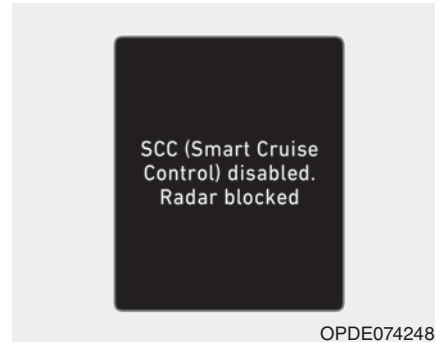 SCC (Smart Cruise
Control) disabled.
Radar blocked
OPDE074248